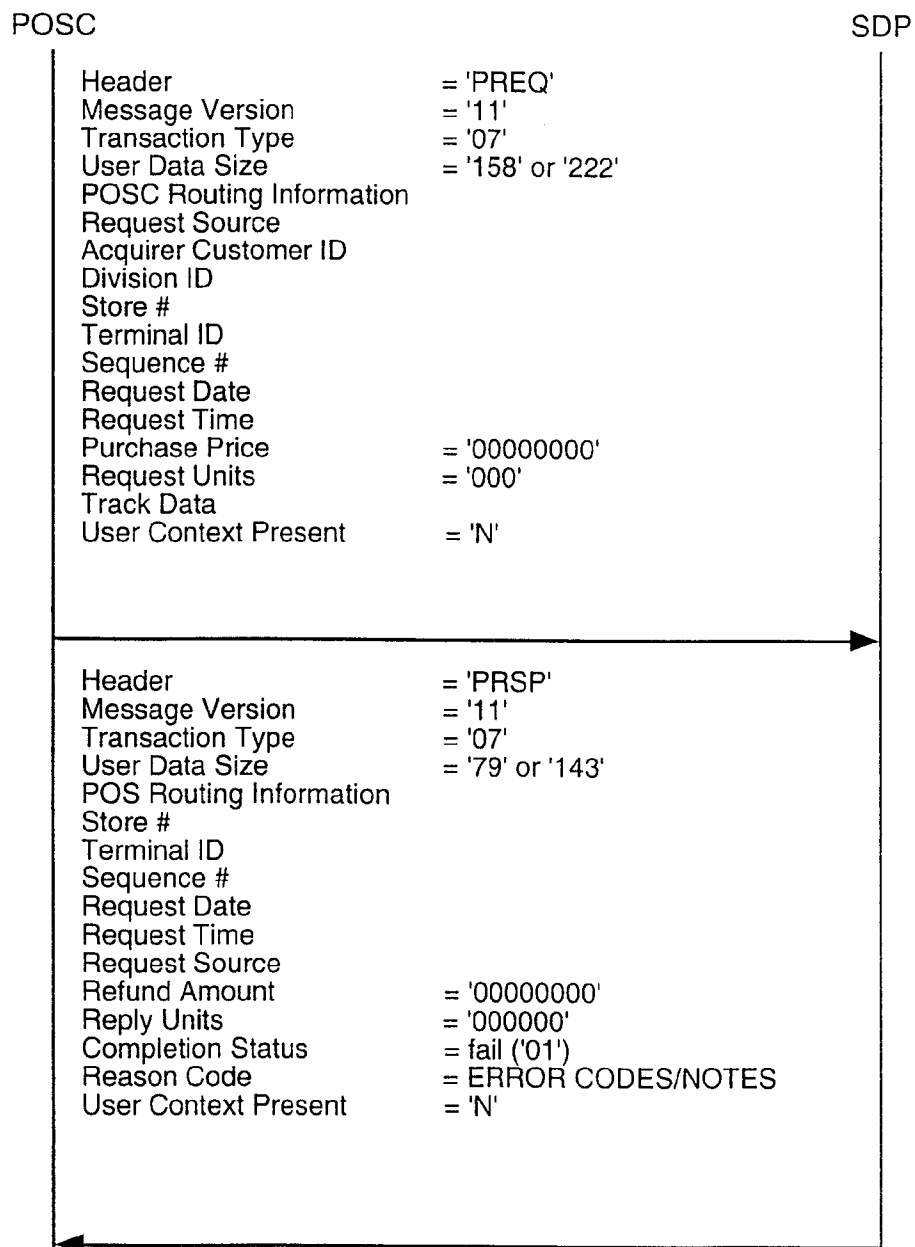 POSC SDP
Header = 'PREQ'
Message Version = '11'
Transaction Type = '07'
User Data Size = '158' or '222'
POSC Routing Information
Request Source
Acquirer Customer ID
Division ID
Store #
Terminal ID
Sequence #
Request Date
Request Time
Purchase Price = '00000000'
Request Units = '000'
Track Data
User Context Present = 'N'
Header = 'PRSP'
Message Version = '11'
Transaction Type = '07'
User Data Size = '79' or '143'
POS Routing Information
Store #
Terminal ID
Sequence #
Request Date
Request Time
Request Source
Refund Amount = '00000000'
Reply Units = '000000'
Completion Status = fail ('01')
Reason Code = ERROR CODES/NOTES
User Context Present = 'N'